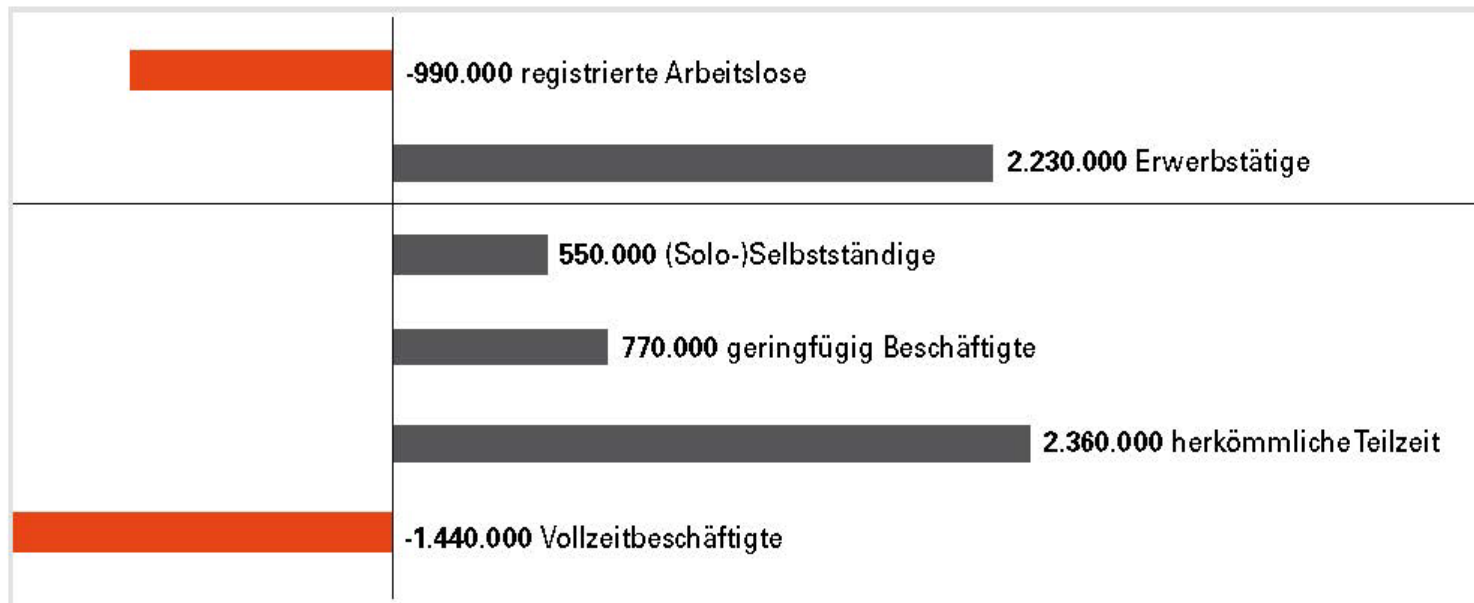 -990.000 registrierte Arbeitslose
2.230.000 Erwerbstätige
550.000 (Solo-)Selbstständige
770.000 geringfügig Beschäftigte
2.360.000 herkömmliche Teilzeit
-1.440.000 Vollzeitbeschäftigte